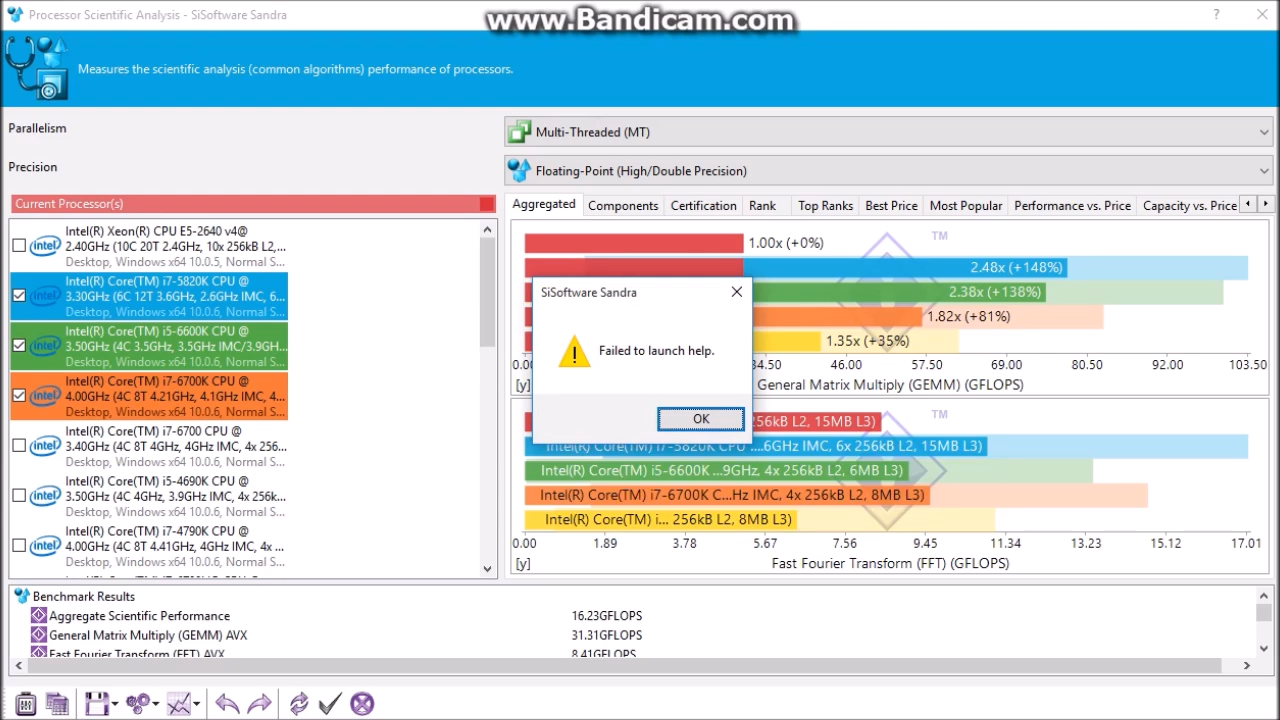 Processor Scientific Analysis - SiSoftware Sandra
www.Bandicam.com
?
Measures the scientific analysis (common algorithms) performance of processors.
Parallelism
Multi-Threaded (MT)
Precision
Floating-Point (High/Double Precision)
Current Processor(s)
Intel(R) Xeon(R) CPU E5-2640 v4@
2.40GHz (10C 20T 2.4GHz, 10x 256kB L2,...
Desktop, Windows x64 10.0.5, Normal S...
intel
Intel(R) Core(TM) i7-5820K CPU @
3.30GHz (6C 12T 3.6GHz, 2.6GHz IMC, 6...
Desktop, Windows x64 10.0.6, Normal S...
intel
Intel(R) Core(TM) i5-6600K CPU @
3.50GHz (4C 3.5GHz, 3.5GHz IMC/3.9GH...
Desktop, Windows x64 10.0.6, Normal S...
intel
Intel(R) Core(TM) i7-6700K CPU @
4.00GHz (4C 8T 4.21GHz, 4.1GHz IMC, 4...
Desktop, Windows x64 10.0.6, Normal S...
intel
Intel(R) Core(TM) i7-6700 CPU @
3.40GHz (4C 8T 4GHz, 4GHz IMC, 4x 256...
Desktop, Windows x64 10.0.6, Normal S...
intel
Intel(R) Core(TM) i5-4690K CPU @
3.50GHz (4C 4GHz, 3.9GHz IMC, 4x 256k...
Desktop, Windows x64 10.0.6, Normal S...
intel
Intel(R) Core(TM) i7-4790K CPU @
4.00GHz (4C 8T 4.41GHz, 4GHz IMC, 4x ...
Desktop, Windows x64 10.0.6, Normal S...
intel
Aggregated Components Certification Rank Top Ranks Best Price Most Popular Performance vs. Price Capacity vs. Price
TM
1.00x (+0%)
2.48x (+148%)
2.38x (+138%)
1.82x (+81%)
1.35x (+35%)
0.00 34.50 46.00 57.50 69.00 80.50 92.00 103.50
[y] General Matrix Multiply (GEMM) (GFLOPS)
SiSoftware Sandra
Failed to launch help.
OK
TM
256kB L2, 15MB L3)
Intel(R) Core(TM) i7-5820K ....6GHz IMC, 6x 256kB L2, 15MB L3)
Intel(R) Core(TM) i5-6600K ...9GHz, 4x 256kB L2, 6MB L3)
Intel(R) Core(TM) i7-6700K C...Hz IMC, 4x 256kB L2, 8MB L3)
Intel(R) Core(TM) i... 256kB L2, 8MB L3)
0.00 1.89 3.78 5.67 7.56 9.45 11.34 13.23 15.12 17.01
[y] Fast Fourier Transform (FFT) (GFLOPS)
Benchmark Results
Aggregate Scientific Performance 16.23GFLOPS
General Matrix Multiply (GEMM) AVX 31.31GFLOPS
Fast Fourier Transform (FFT) AVX 8.41GFLOPS